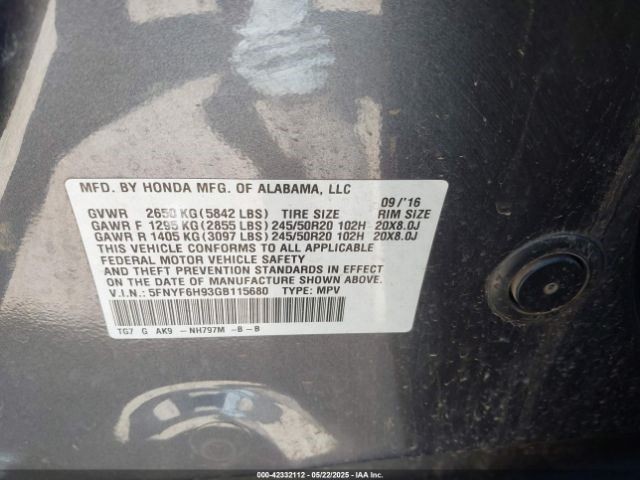 MFD. BY HONDA MFG. OF ALABAMA, LLC
09/'16
GVWR 2650 KG (5842 LBS) TIRE SIZE RIM SIZE
GAWR F 1295 KG (2855 LBS) 245/50R20 102H 20X8.0J
GAWR R 1405 KG (3097 LBS) 245/50R20 102H 20X8.0J
THIS VEHICLE CONFORMS TO ALL APPLICABLE
FEDERAL MOTOR VEHICLE SAFETY
AND THEFT PREVENTION STANDARDS IN EFFECT
ON THE DATE OF MANUFACTURE SHOWN ABOVE.
V.I.N.: 5FNYF6H93GB115680 TYPE: MPV
TG7 G AK9 -NH797M -B-B
000-42332112 - 05/22/2025 - IAAI.COM